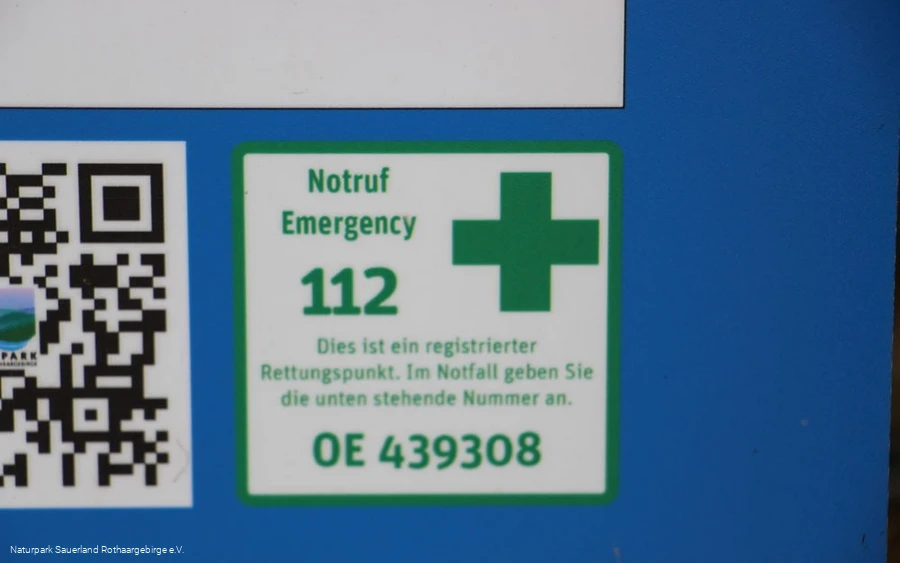 Notruf
Emergency
112
Dies ist ein registrierter
Rettungspunkt. Im Notfall geben Sie
die unten stehende Nummer an.
OE 439308
PARK
Naturpark Sauerland Rothaargebirge e.V.